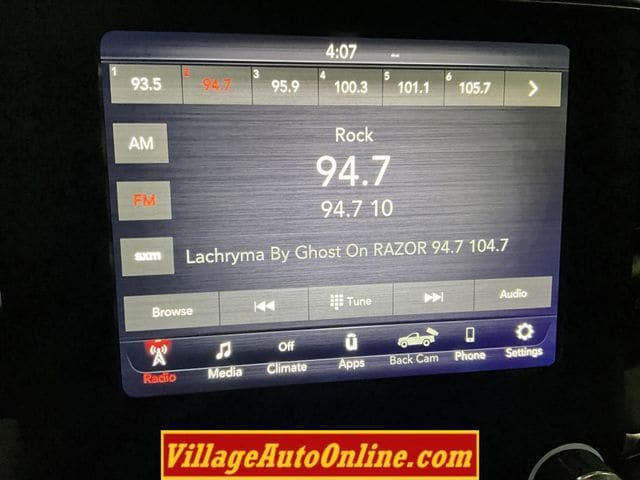 4:07 --
1 93.5 2 94.7 3 95.9 4 100.3 5 101.1 6 105.7 >
Rock
AM
94.7
FM
94.7 10
sxm
Lachryma By Ghost On RAZOR 94.7 104.7
Browse Tune Audio
Radio Media Off Climate Apps Back Cam Phone Settings
VillageAutoOnline.com